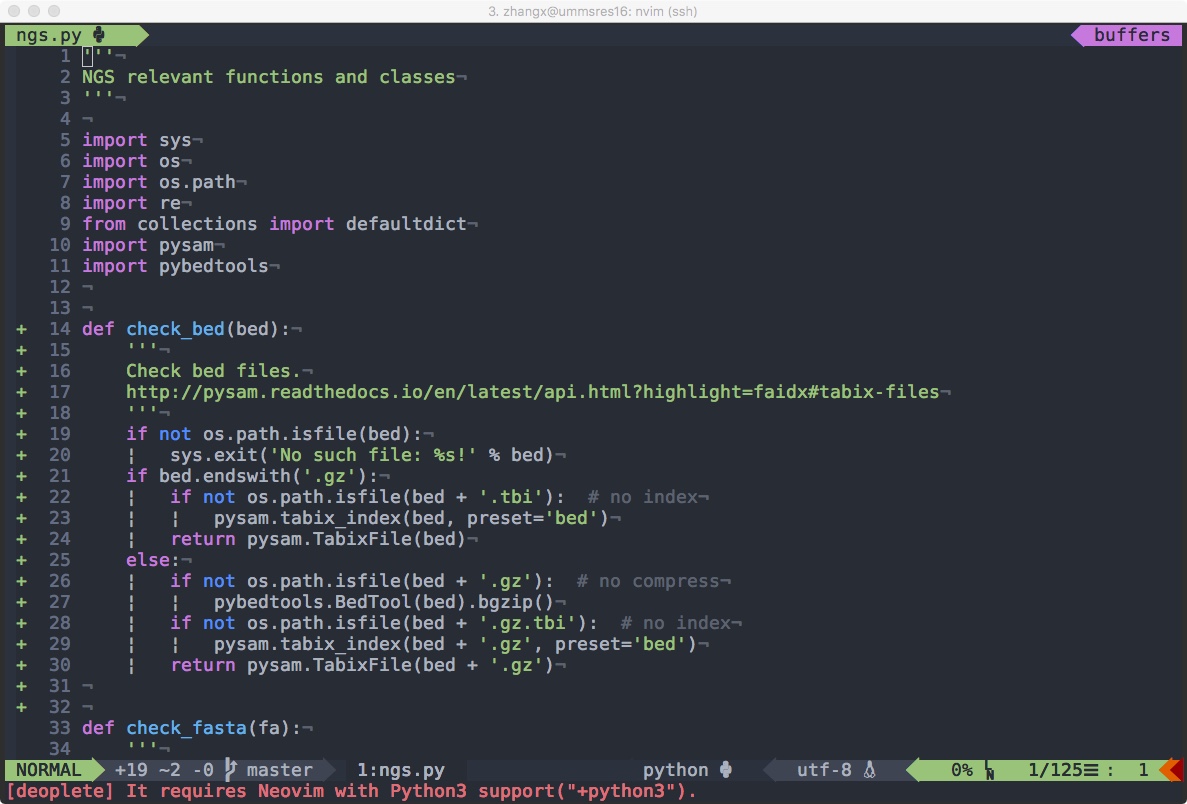 3. zhangx@ummsres16: nvim (ssh)
ngs.py buffers
1 '''¬
2 NGS relevant functions and classes¬
3 '''¬
4 ¬
5 import sys¬
6 import os¬
7 import os.path¬
8 import re¬
9 from collections import defaultdict¬
10 import pysam¬
11 import pybedtools¬
12 ¬
13 ¬
+ 14 def check_bed(bed):¬
+ 15     '''¬
+ 16     Check bed files.¬
+ 17     http://pysam.readthedocs.io/en/latest/api.html?highlight=faidx#tabix-files¬
+ 18     '''¬
+ 19     if not os.path.isfile(bed):¬
+ 20     ¦   sys.exit('No such file: %s!' % bed)¬
+ 21     if bed.endswith('.gz'):¬
+ 22     ¦   if not os.path.isfile(bed + '.tbi'):  # no index¬
+ 23     ¦   ¦   pysam.tabix_index(bed, preset='bed')¬
+ 24     ¦   return pysam.TabixFile(bed)¬
+ 25     else:¬
+ 26     ¦   if not os.path.isfile(bed + '.gz'):  # no compress¬
+ 27     ¦   ¦   pybedtools.BedTool(bed).bgzip()¬
+ 28     ¦   if not os.path.isfile(bed + '.gz.tbi'):  # no index¬
+ 29     ¦   ¦   pysam.tabix_index(bed + '.gz', preset='bed')¬
+ 30     ¦   return pysam.TabixFile(bed + '.gz')¬
+ 31 ¬
+ 32 ¬
33 def check_fasta(fa):¬
34     '''¬
NORMAL +19 ~2 -0 master 1:ngs.py python utf-8 0% 1/125☰ : 1
[deoplete] It requires Neovim with Python3 support("+python3").